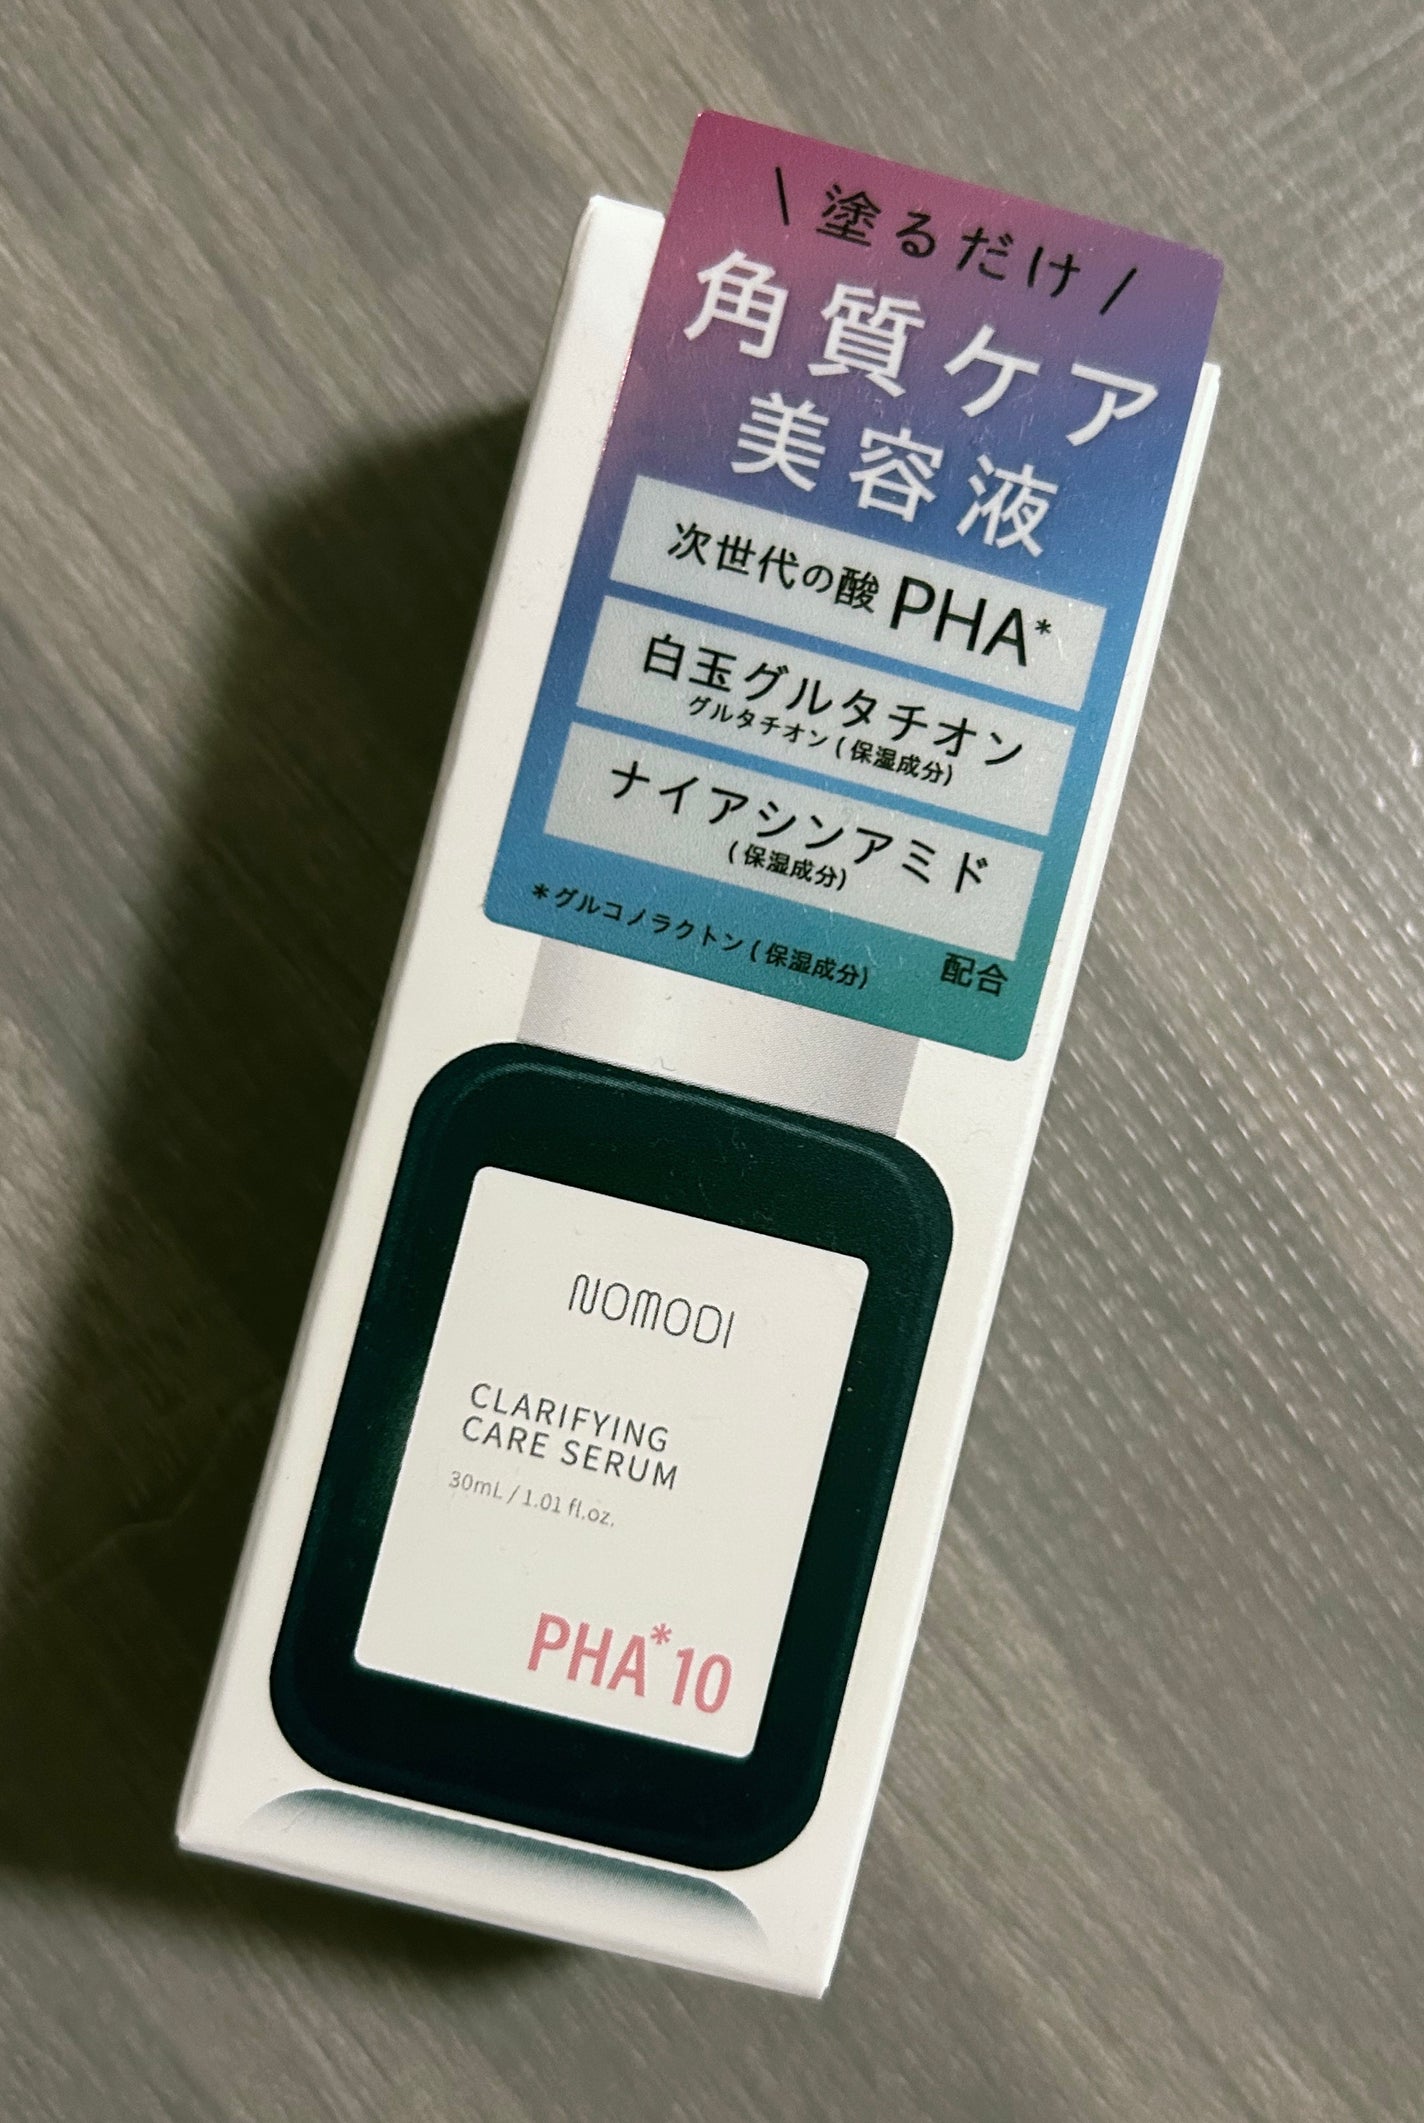 \ 塗るだけ /
角質ケア
美容液
次世代の酸 PHA*
白玉グルタチオン
グルタチオン(保湿成分)
ナイアシンアミド
(保湿成分)
*グルコノラクトン(保湿成分) 配合
NOMODI
CLARIFYING
CARE SERUM
30mL / 1.01 fl.oz.
PHA*10